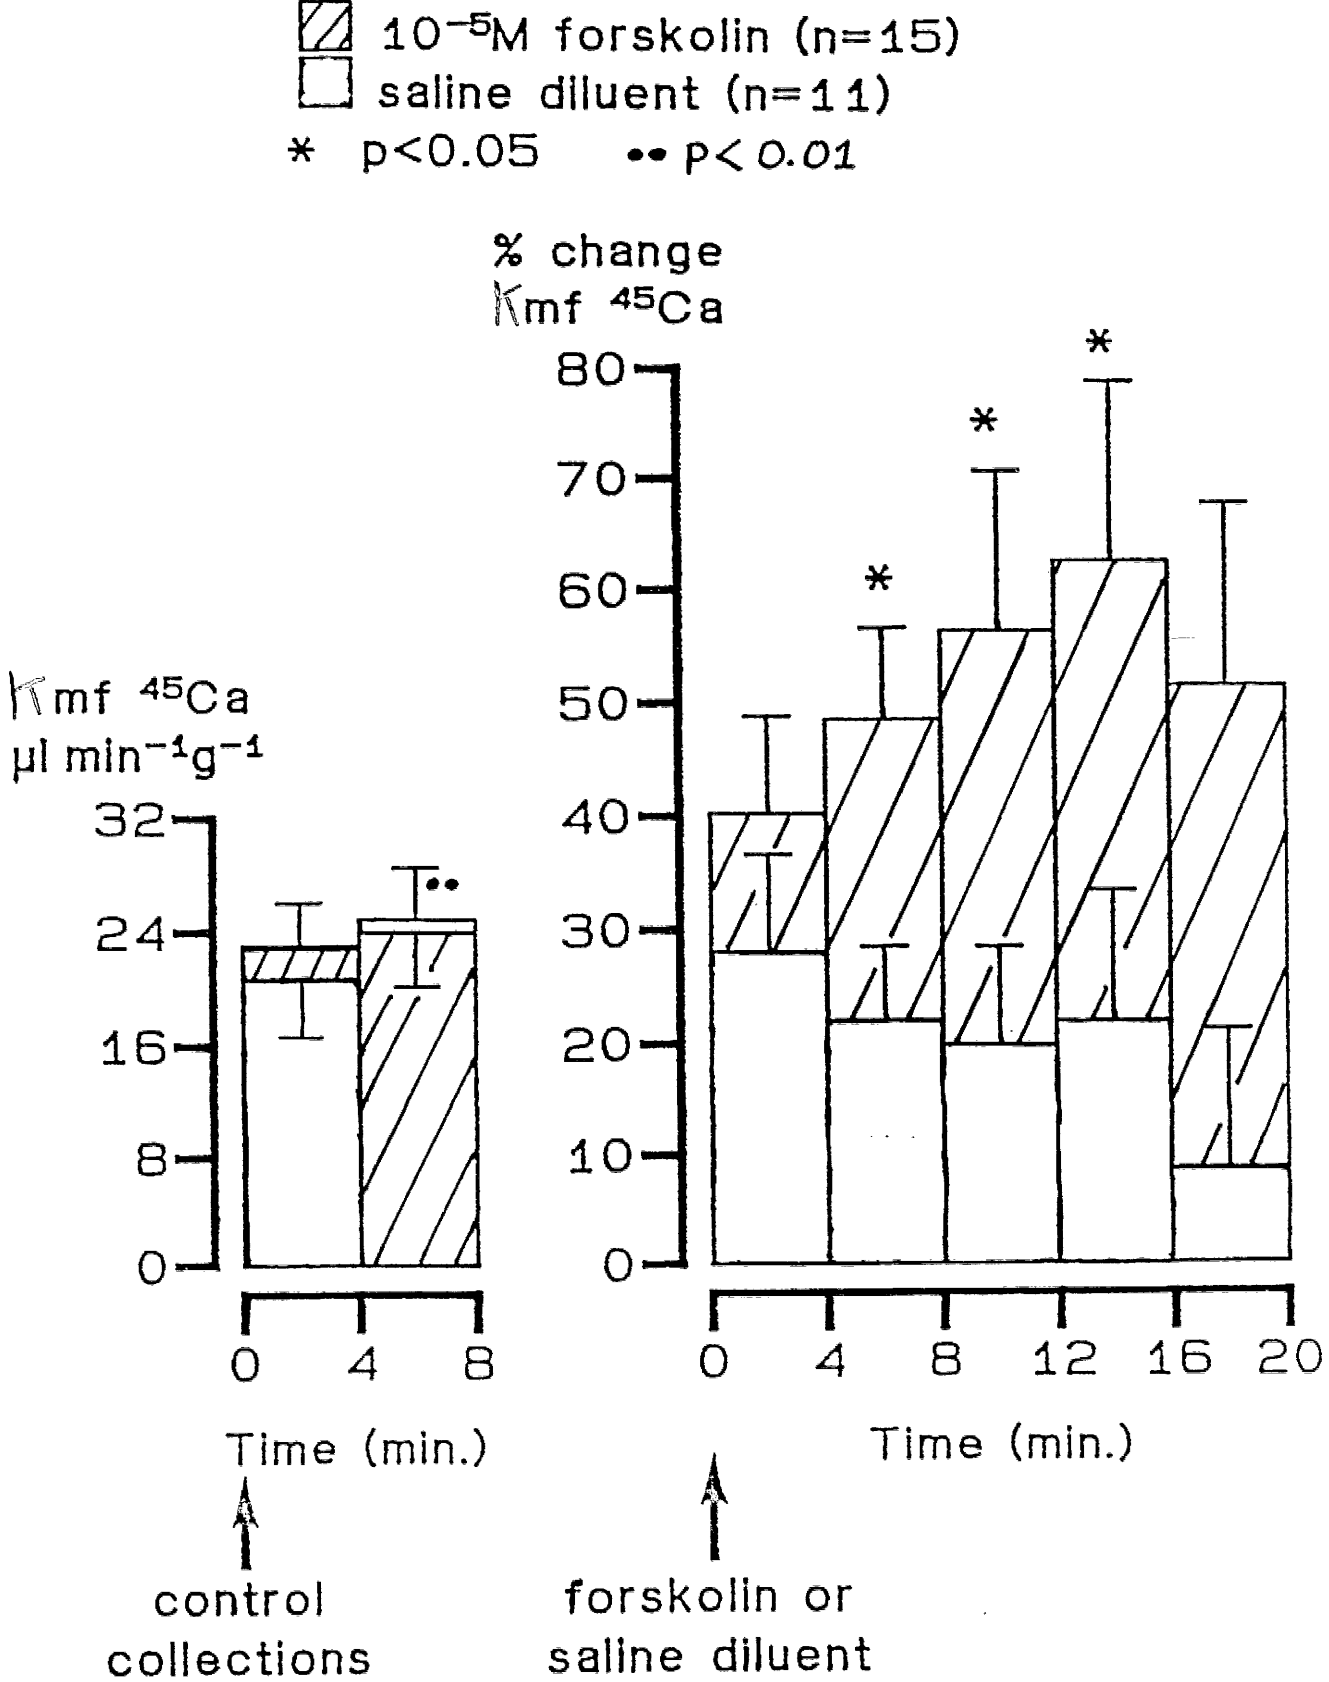 10⁻⁵M forskolin (n=15)
saline diluent (n=11)
* p<0.05 •• p< 0.01
% change
Kmf ⁴⁵Ca
80
70
60
50
40
30
20
10
0
* * *
Kmf ⁴⁵Ca
µl min⁻¹g⁻¹
32
24
16
8
0
••
0 4 8
Time (min.)
control
collections
0 4 8 12 16 20
Time (min.)
forskolin or
saline diluent